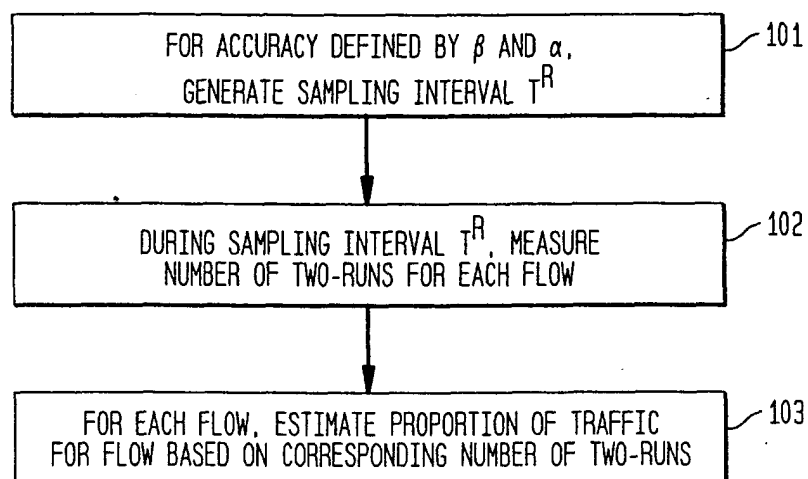 FOR ACCURACY DEFINED BY β AND α,
GENERATE SAMPLING INTERVAL T^R
101
DURING SAMPLING INTERVAL T^R, MEASURE
NUMBER OF TWO-RUNS FOR EACH FLOW
102
FOR EACH FLOW, ESTIMATE PROPORTION OF TRAFFIC
FOR FLOW BASED ON CORRESPONDING NUMBER OF TWO-RUNS
103